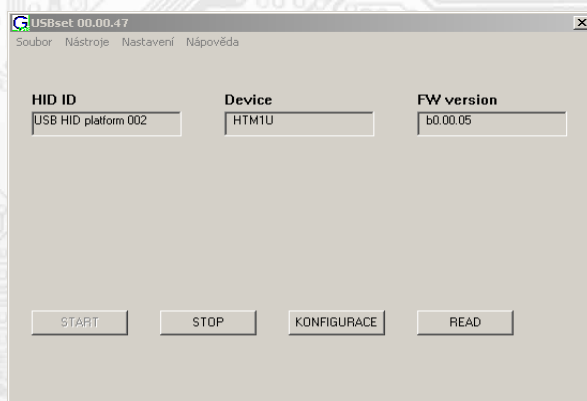 USBset 00.00.47
Soubor Nástroje Nastavení Nápověda
HID ID Device FW version
USB HID platform 002 HTM1U b0.00.05
START STOP KONFIGURACE READ